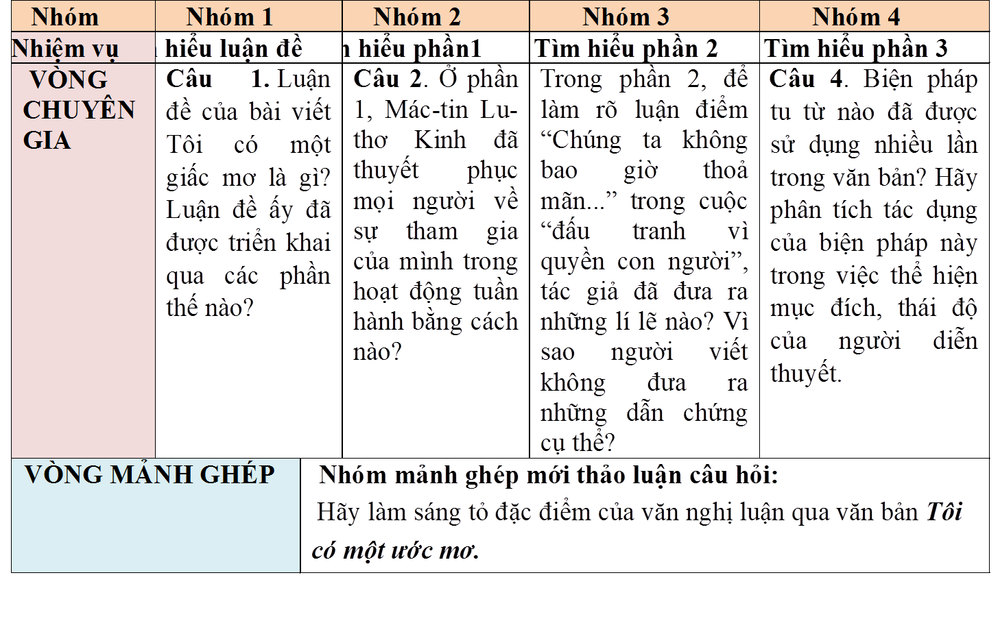 Nhóm
Nhóm 1
Nhóm 2
Nhóm 3
Nhóm 4
Nhiệm vụ
hiểu luận đề
hiểu phần1
Tìm hiểu phần 2
Tìm hiểu phần 3
VÒNG
CHUYÊN
GIA
Câu 1. Luận
đề của bài viết
Tôi có một
giấc mơ là gì?
Luận đề ấy đã
được triển khai
qua các phần
thế nào?
Câu 2. Ở phần
1, Mác-tin Lu-
thơ Kinh đã
thuyết phục
mọi người về
sự tham gia
của mình trong
hoạt động tuần
hành bằng cách
nào?
Trong phần 2, để
làm rõ luận điểm
“Chúng ta không
bao giờ thoả
mãn...” trong cuộc
“đấu tranh vì
quyền con người”,
tác giả đã đưa ra
những lí lẽ nào? Vì
sao người viết
không đưa ra
những dẫn chứng
cụ thể?
Câu 4. Biện pháp
tu từ nào đã được
sử dụng nhiều lần
trong văn bản? Hãy
phân tích tác dụng
của biện pháp này
trong việc thể hiện
mục đích, thái độ
của người diễn
thuyết.
VÒNG MẢNH GHÉP
Nhóm mảnh ghép mới thảo luận câu hỏi:
Hãy làm sáng tỏ đặc điểm của văn nghị luận qua văn bản Tôi
có một ước mơ.